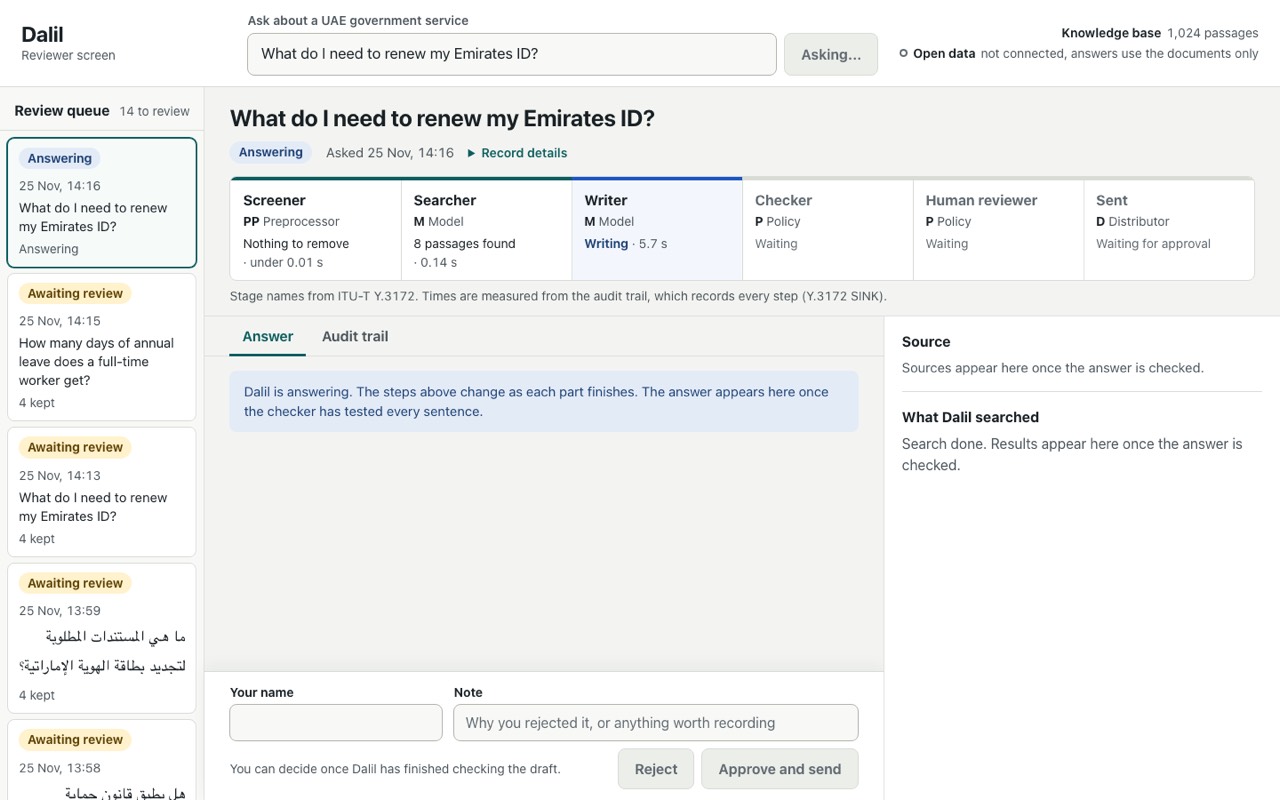 Dalil
Reviewer screen
Ask about a UAE government service
What do I need to renew my Emirates ID?
Asking...
Knowledge base 1,024 passages
Open data not connected, answers use the documents only
Review queue 14 to review
Answering
25 Nov, 14:16
What do I need to renew
my Emirates ID?
Answering
Awaiting review
25 Nov, 14:15
How many days of annual
leave does a full-time
worker get?
4 kept
Awaiting review
25 Nov, 14:13
What do I need to renew
my Emirates ID?
4 kept
Awaiting review
25 Nov, 13:59
ما هي المستندات المطلوبة
لتجديد بطاقة الهوية الإماراتية؟
4 kept
Awaiting review
25 Nov, 13:58
هل يطبق قانون حماية
What do I need to renew my Emirates ID?
Answering Asked 25 Nov, 14:16 ▶ Record details
Screener
PP Preprocessor
Nothing to remove
· under 0.01 s
Searcher
M Model
8 passages found
· 0.14 s
Writer
M Model
Writing · 5.7 s
Checker
P Policy
Waiting
Human reviewer
P Policy
Waiting
Sent
D Distributor
Waiting for approval
Stage names from ITU-T Y.3172. Times are measured from the audit trail, which records every step (Y.3172 SINK).
Answer Audit trail
Dalil is answering. The steps above change as each part finishes. The answer appears here once
the checker has tested every sentence.
Your name
Note
Why you rejected it, or anything worth recording
You can decide once Dalil has finished checking the draft.
Reject
Approve and send
Source
Sources appear here once the answer is checked.
What Dalil searched
Search done. Results appear here once the answer is
checked.